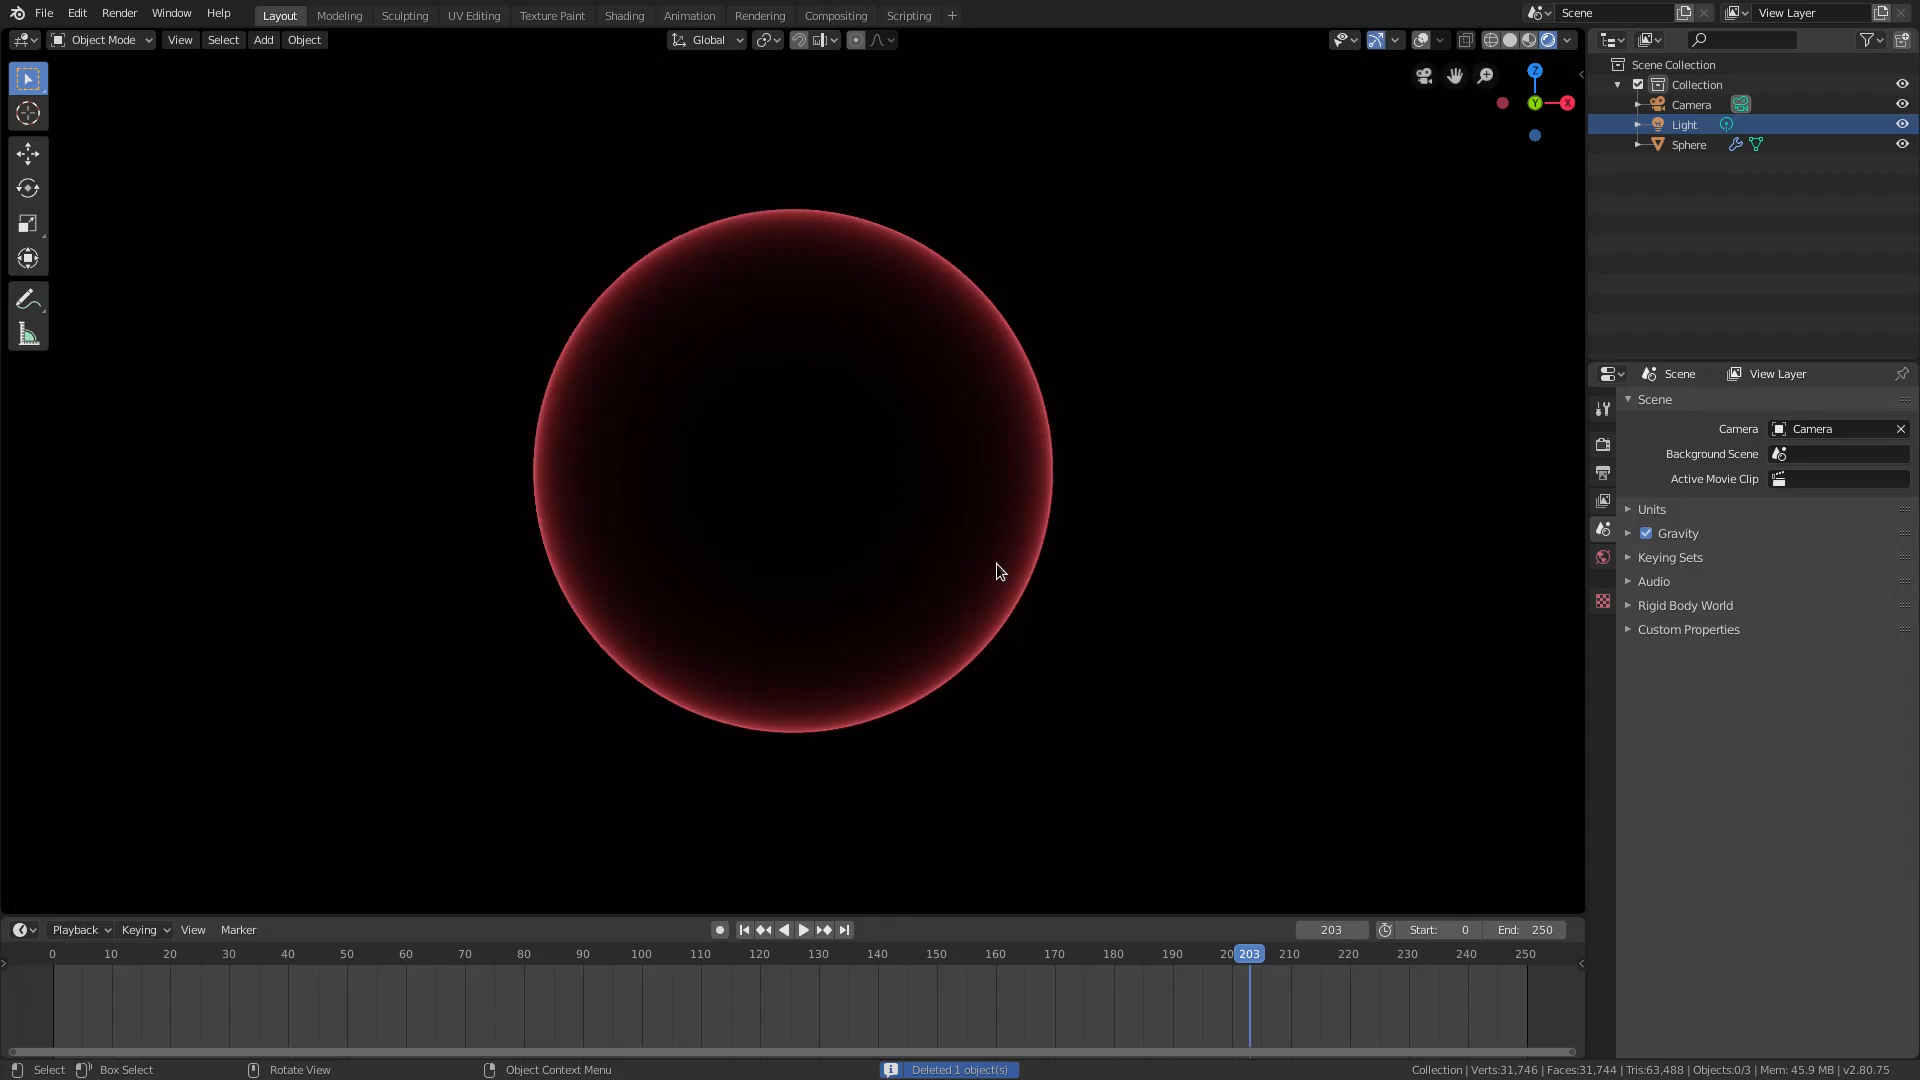 File Edit Render Window Help Layout Modeling Sculpting UV Editing Texture Paint Shading Animation Rendering Compositing Scripting + Scene View Layer
Object Mode View Select Add Object Global
Z
Y X
Scene Collection
Collection
Camera
Light
Sphere
Scene View Layer
Scene
Camera Camera
Background Scene
Active Movie Clip
Units
Gravity
Keying Sets
Audio
Rigid Body World
Custom Properties
Playback Keying View Marker 203 Start: 0 End: 250
0 10 20 30 40 50 60 70 80 90 100 110 120 130 140 150 160 170 180 190 20 203 210 220 230 240 250
Select Box Select Rotate View Object Context Menu Deleted 1 object(s) Collection | Verts:31,746 | Faces:31,744 | Tris:63,488 | Objects:0/3 | Mem: 45.9 MB | v2.80.75